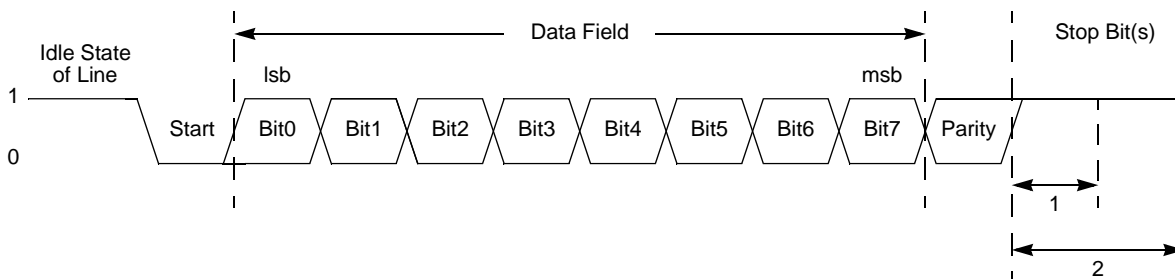 Data Field
Stop Bit(s)
Idle State
of Line
lsb
msb
1
Start
Bit0
Bit1
Bit2
Bit3
Bit4
Bit5
Bit6
Bit7
Parity
0
1
2